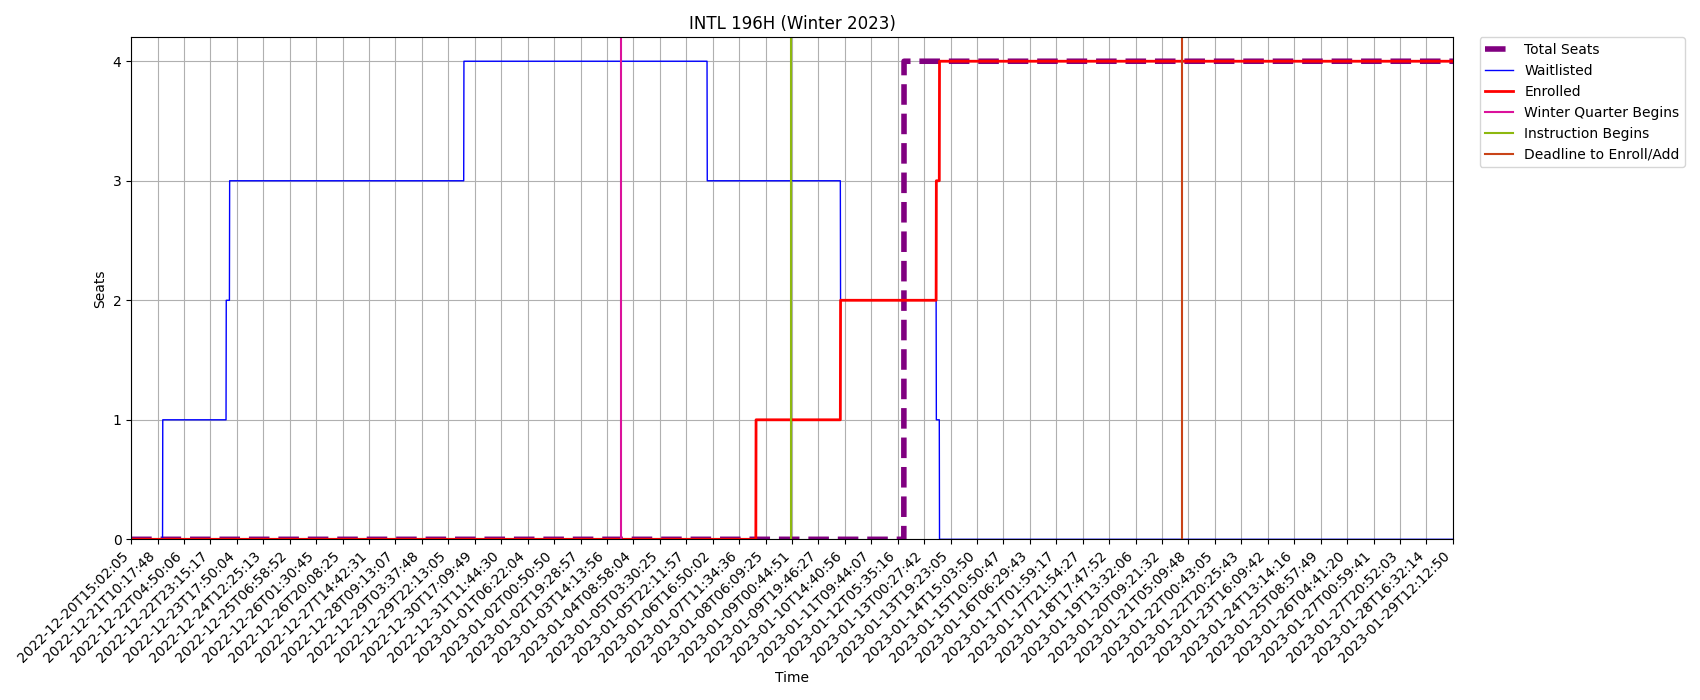 INTL 196H (Winter 2023)
Total Seats
Waitlisted
Enrolled
Winter Quarter Begins
Instruction Begins
Deadline to Enroll/Add
Seats
4
3
2
1
0
2022-12-20T15:02:05
2022-12-21T10:17:48
2022-12-22T04:50:06
2022-12-22T23:15:17
2022-12-23T17:50:04
2022-12-24T12:25:13
2022-12-25T06:58:52
2022-12-26T01:30:45
2022-12-26T20:08:25
2022-12-27T14:42:31
2022-12-28T09:13:07
2022-12-29T03:37:48
2022-12-29T22:13:05
2022-12-30T17:09:49
2022-12-31T11:44:30
2023-01-01T06:22:04
2023-01-02T00:50:50
2023-01-02T19:28:57
2023-01-03T14:13:56
2023-01-04T08:58:04
2023-01-05T03:30:25
2023-01-05T22:11:57
2023-01-06T16:50:02
2023-01-07T11:34:36
2023-01-08T06:09:25
2023-01-09T00:44:51
2023-01-09T19:46:27
2023-01-10T14:40:56
2023-01-11T09:44:07
2023-01-12T05:35:16
2023-01-13T00:27:42
2023-01-13T19:23:05
2023-01-14T15:03:50
2023-01-15T10:50:47
2023-01-16T06:29:43
2023-01-17T01:59:17
2023-01-17T21:54:27
2023-01-18T17:47:52
2023-01-19T13:32:06
2023-01-20T09:21:32
2023-01-21T05:09:48
2023-01-22T00:43:05
2023-01-22T20:25:43
2023-01-23T16:09:42
2023-01-24T13:14:16
2023-01-25T08:57:49
2023-01-26T04:41:20
2023-01-27T00:59:41
2023-01-27T20:52:03
2023-01-28T16:32:14
2023-01-29T12:12:50
Time